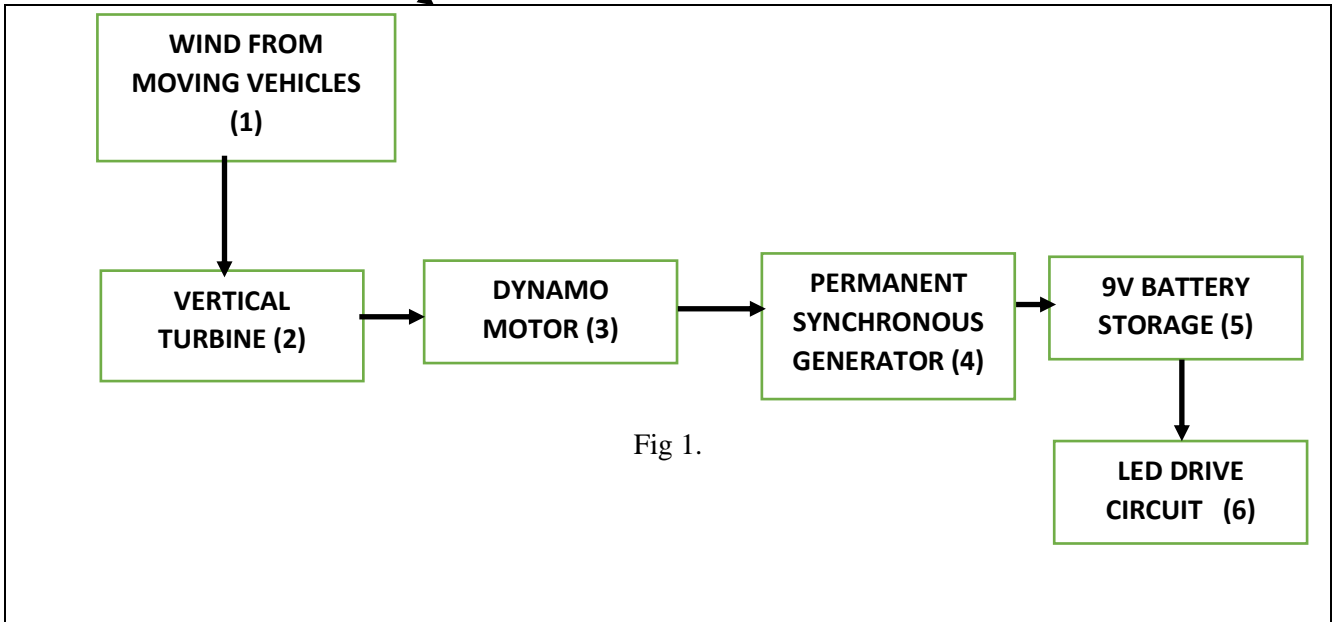 WIND FROM
MOVING VEHICLES
(1)
VERTICAL
TURBINE (2)
DYNAMO
MOTOR (3)
PERMANENT
SYNCHRONOUS
GENERATOR (4)
9V BATTERY
STORAGE (5)
LED DRIVE
CIRCUIT (6)
Fig 1.